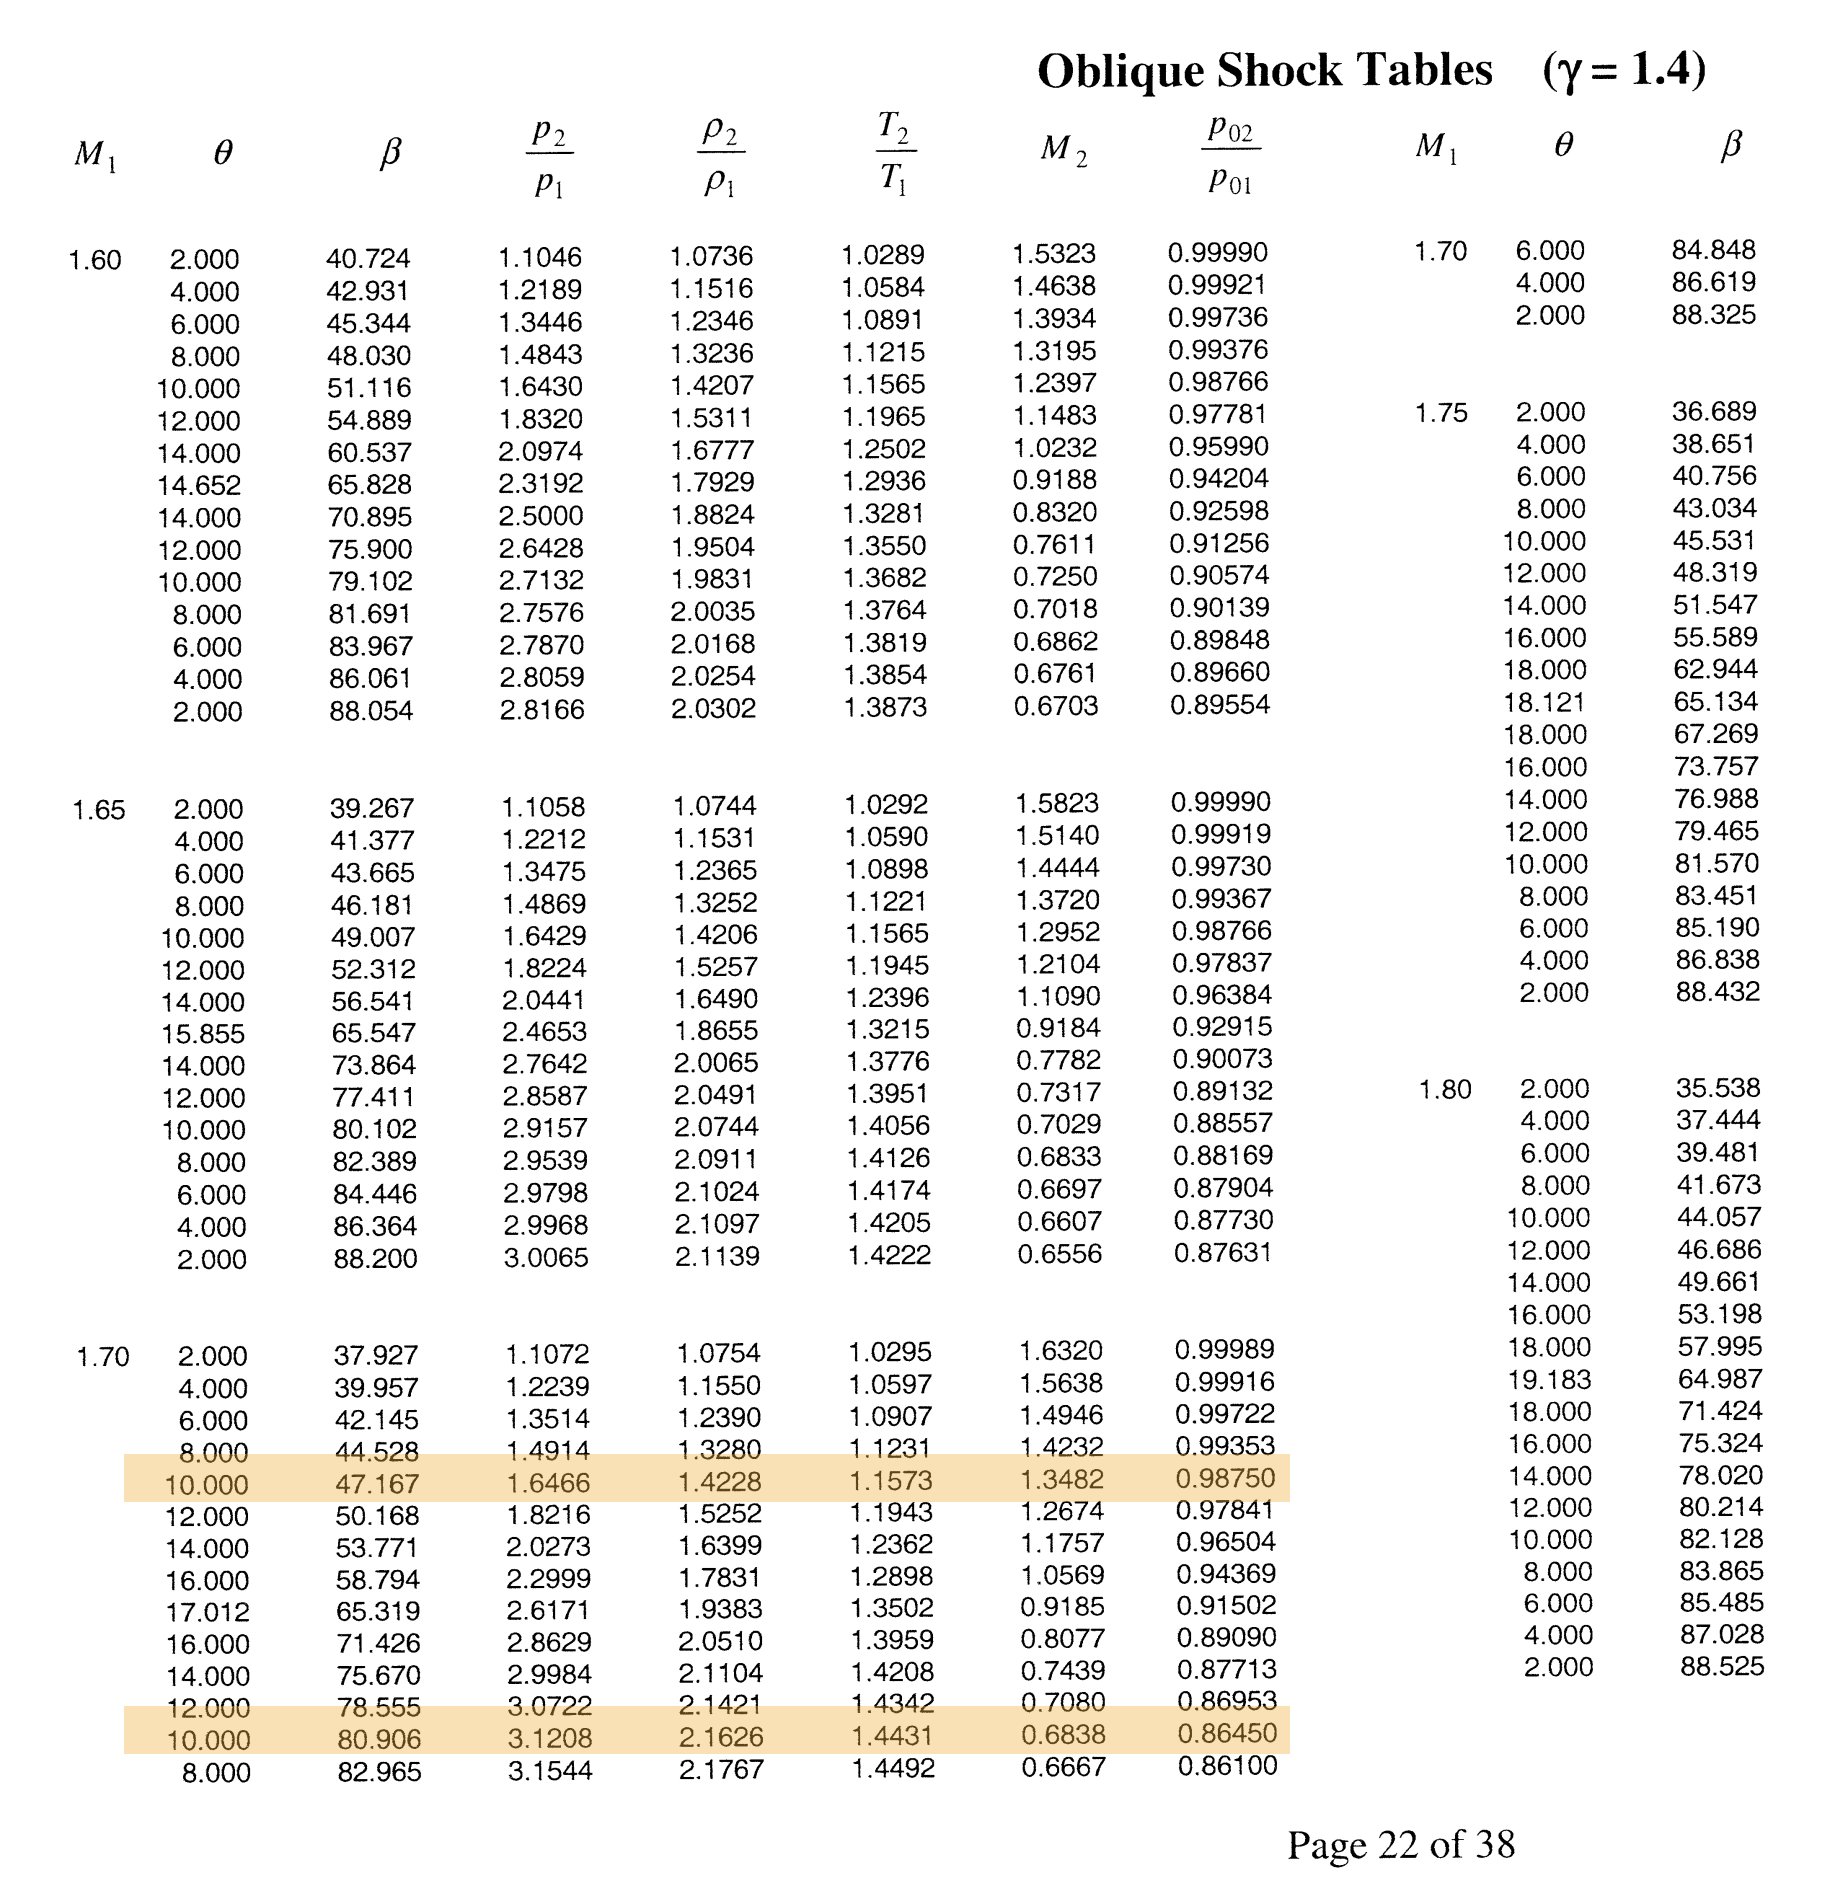 Oblique Shock Tables (γ = 1.4)
M1 θ β p2/p1 ρ2/ρ1 T2/T1 M2 p02/p01 M1 θ β
1.60 2.000 40.724 1.1046 1.0736 1.0289 1.5323 0.99990
4.000 42.931 1.2189 1.1516 1.0584 1.4638 0.99921
6.000 45.344 1.3446 1.2346 1.0891 1.3934 0.99736
8.000 48.030 1.4843 1.3236 1.1215 1.3195 0.99376
10.000 51.116 1.6430 1.4207 1.1565 1.2397 0.98766
12.000 54.889 1.8320 1.5311 1.1965 1.1483 0.97781
14.000 60.537 2.0974 1.6777 1.2502 1.0232 0.95990
14.652 65.828 2.3192 1.7929 1.2936 0.9188 0.94204
14.000 70.895 2.5000 1.8824 1.3281 0.8320 0.92598
12.000 75.900 2.6428 1.9504 1.3550 0.7611 0.91256
10.000 79.102 2.7132 1.9831 1.3682 0.7250 0.90574
8.000 81.691 2.7576 2.0035 1.3764 0.7018 0.90139
6.000 83.967 2.7870 2.0168 1.3819 0.6862 0.89848
4.000 86.061 2.8059 2.0254 1.3854 0.6761 0.89660
2.000 88.054 2.8166 2.0302 1.3873 0.6703 0.89554
1.65 2.000 39.267 1.1058 1.0744 1.0292 1.5823 0.99990
4.000 41.377 1.2212 1.1531 1.0590 1.5140 0.99919
6.000 43.665 1.3475 1.2365 1.0898 1.4444 0.99730
8.000 46.181 1.4869 1.3252 1.1221 1.3720 0.99367
10.000 49.007 1.6429 1.4206 1.1565 1.2952 0.98766
12.000 52.312 1.8224 1.5257 1.1945 1.2104 0.97837
14.000 56.541 2.0441 1.6490 1.2396 1.1090 0.96384
15.855 65.547 2.4653 1.8655 1.3215 0.9184 0.92915
14.000 73.864 2.7642 2.0065 1.3776 0.7782 0.90073
12.000 77.411 2.8587 2.0491 1.3951 0.7317 0.89132
10.000 80.102 2.9157 2.0744 1.4056 0.7029 0.88557
8.000 82.389 2.9539 2.0911 1.4126 0.6833 0.88169
6.000 84.446 2.9798 2.1024 1.4174 0.6697 0.87904
4.000 86.364 2.9968 2.1097 1.4205 0.6607 0.87730
2.000 88.200 3.0065 2.1139 1.4222 0.6556 0.87631
1.70 2.000 37.927 1.1072 1.0754 1.0295 1.6320 0.99989
4.000 39.957 1.2239 1.1550 1.0597 1.5638 0.99916
6.000 42.145 1.3514 1.2390 1.0907 1.4946 0.99722
8.000 44.528 1.4914 1.3280 1.1231 1.4232 0.99353
10.000 47.167 1.6466 1.4228 1.1573 1.3482 0.98750
12.000 50.168 1.8216 1.5252 1.1943 1.2674 0.97841
14.000 53.771 2.0273 1.6399 1.2362 1.1757 0.96504
16.000 58.794 2.2999 1.7831 1.2898 1.0569 0.94369
17.012 65.319 2.6171 1.9383 1.3502 0.9185 0.91502
16.000 71.426 2.8629 2.0510 1.3959 0.8077 0.89090
14.000 75.670 2.9984 2.1104 1.4208 0.7439 0.87713
12.000 78.555 3.0722 2.1421 1.4342 0.7080 0.86953
10.000 80.906 3.1208 2.1626 1.4431 0.6838 0.86450
8.000 82.965 3.1544 2.1767 1.4492 0.6667 0.86100
1.70 6.000 84.848
4.000 86.619
2.000 88.325
1.75 2.000 36.689
4.000 38.651
6.000 40.756
8.000 43.034
10.000 45.531
12.000 48.319
14.000 51.547
16.000 55.589
18.000 62.944
18.121 65.134
18.000 67.269
16.000 73.757
14.000 76.988
12.000 79.465
10.000 81.570
8.000 83.451
6.000 85.190
4.000 86.838
2.000 88.432
1.80 2.000 35.538
4.000 37.444
6.000 39.481
8.000 41.673
10.000 44.057
12.000 46.686
14.000 49.661
16.000 53.198
18.000 57.995
19.183 64.987
18.000 71.424
16.000 75.324
14.000 78.020
12.000 80.214
10.000 82.128
8.000 83.865
6.000 85.485
4.000 87.028
2.000 88.525
Page 22 of 38